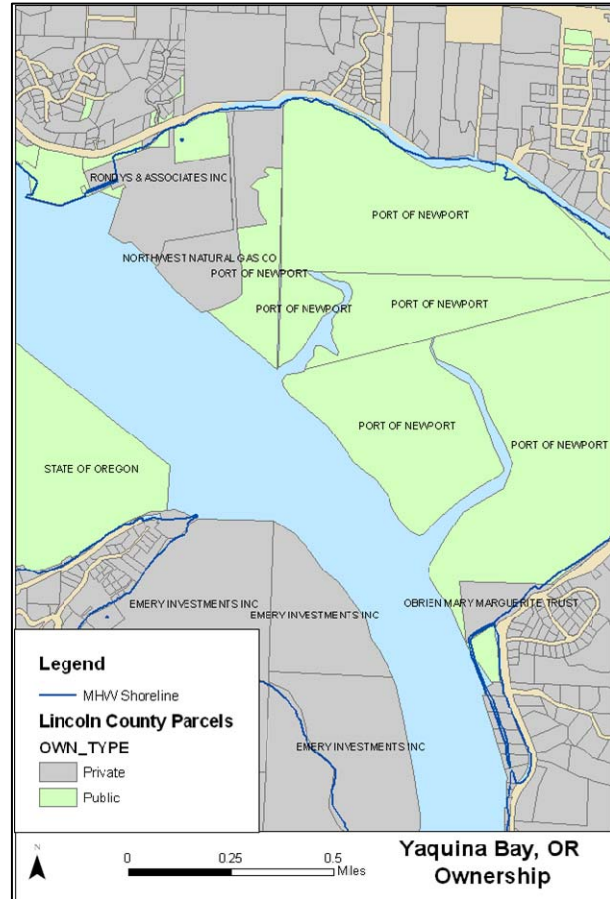 RONDYS & ASSOCIATES INC
PORT OF NEWPORT
NORTHWEST NATURAL GAS CO
PORT OF NEWPORT
PORT OF NEWPORT
PORT OF NEWPORT
PORT OF NEWPORT
PORT OF NEWPORT
STATE OF OREGON
EMERY INVESTMENTS INC
EMERY INVESTMENTS INC
OBRIEN MARY MARGUERITE TRUST
EMERY INVESTMENTS INC
Legend
MHW Shoreline
Lincoln County Parcels
OWN_TYPE
Private
Public
N
0 0.25 0.5
Miles
Yaquina Bay, OR
Ownership